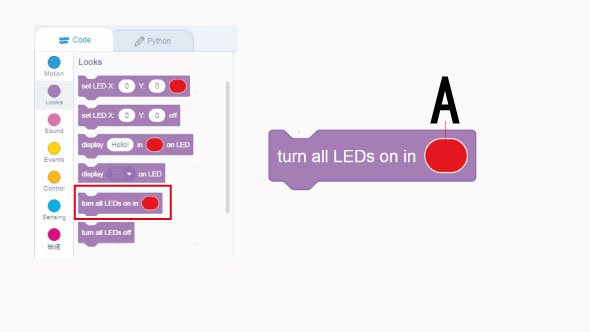 Code
Python
Looks
Motion
Looks
Sound
Events
Control
Sensing
無線
set LED X: 0 Y: 0
set LED X: 0 Y: 0 off
display Hello! in on LED
display on LED
turn all LEDs on in
turn all LEDs off
A
turn all LEDs on in